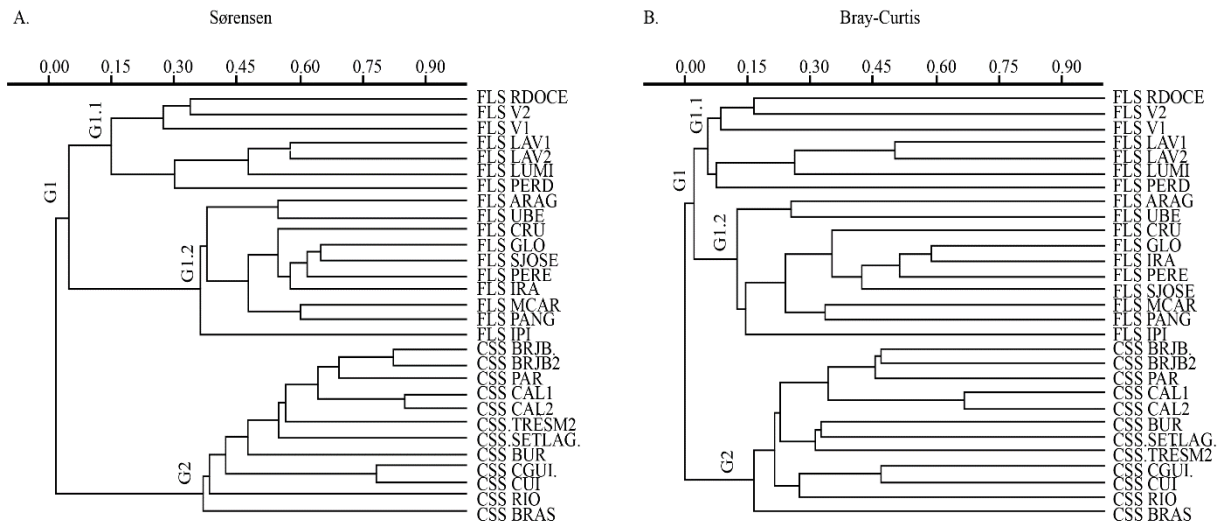 A.
Sørensen
0.00 0.15 0.30 0.45 0.60 0.75 0.90
FLS RDOCE
FLS V2
FLS V1
FLS LAV1
FLS LAV2
FLS LUMI
FLS PERD
FLS ARAG
FLS UBE
FLS CRU
FLS GLO
FLS SJOSE
FLS PERE
FLS IRA
FLS MCAR
FLS PANG
FLS IPI
CSS BRJB.
CSS BRJB2
CSS PAR
CSS CAL1
CSS CAL2
CSS.TRESM2
CSS.SETLAG.
CSS BUR
CSS CGUI.
CSS CUI
CSS RIO
CSS BRAS
G1.1
G1
G1.2
G2
B.
Bray-Curtis
0.00 0.15 0.30 0.45 0.60 0.75 0.90
FLS RDOCE
FLS V2
FLS V1
FLS LAV1
FLS LAV2
FLS LUMI
FLS PERD
FLS ARAG
FLS UBE
FLS CRU
FLS GLO
FLS IRA
FLS PERE
FLS SJOSE
FLS MCAR
FLS PANG
FLS IPI
CSS BRJB.
CSS BRJB2
CSS PAR
CSS CAL1
CSS CAL2
CSS BUR
CSS.SETLAG.
CSS.TRESM2
CSS CGUI.
CSS CUI
CSS RIO
CSS BRAS
G1.1
G1
G1.2
G2